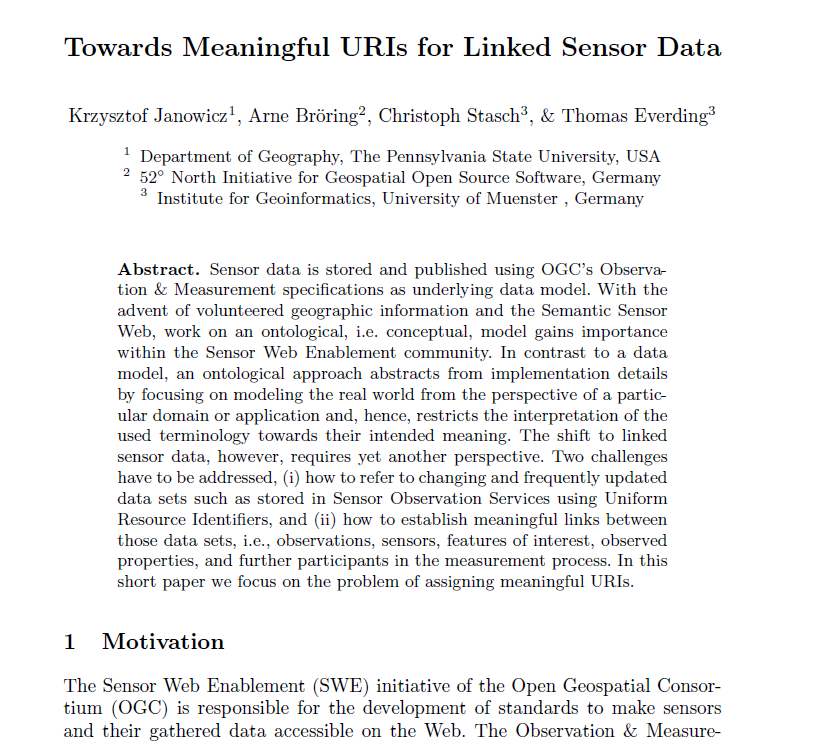 Towards Meaningful URIs for Linked Sensor Data
Krzysztof Janowicz1, Arne Bröring2, Christoph Stasch3, & Thomas Everding3
1 Department of Geography, The Pennsylvania State University, USA
2 52° North Initiative for Geospatial Open Source Software, Germany
3 Institute for Geoinformatics, University of Muenster , Germany
Abstract. Sensor data is stored and published using OGC's Observa-
tion & Measurement specifications as underlying data model. With the
advent of volunteered geographic information and the Semantic Sensor
Web, work on an ontological, i.e. conceptual, model gains importance
within the Sensor Web Enablement community. In contrast to a data
model, an ontological approach abstracts from implementation details
by focusing on modeling the real world from the perspective of a partic-
ular domain or application and, hence, restricts the interpretation of the
used terminology towards their intended meaning. The shift to linked
sensor data, however, requires yet another perspective. Two challenges
have to be addressed, (i) how to refer to changing and frequently updated
data sets such as stored in Sensor Observation Services using Uniform
Resource Identifiers, and (ii) how to establish meaningful links between
those data sets, i.e., observations, sensors, features of interest, observed
properties, and further participants in the measurement process. In this
short paper we focus on the problem of assigning meaningful URIs.
1 Motivation
The Sensor Web Enablement (SWE) initiative of the Open Geospatial Consor-
tium (OGC) is responsible for the development of standards to make sensors
and their gathered data accessible on the Web. The Observation & Measure-